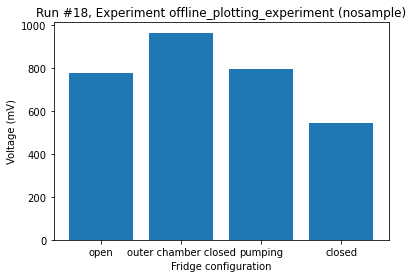 Run #18, Experiment offline_plotting_experiment (nosample)
1000
800
600
400
200
0
Voltage (mV)
open outer chamber closed pumping closed
Fridge configuration